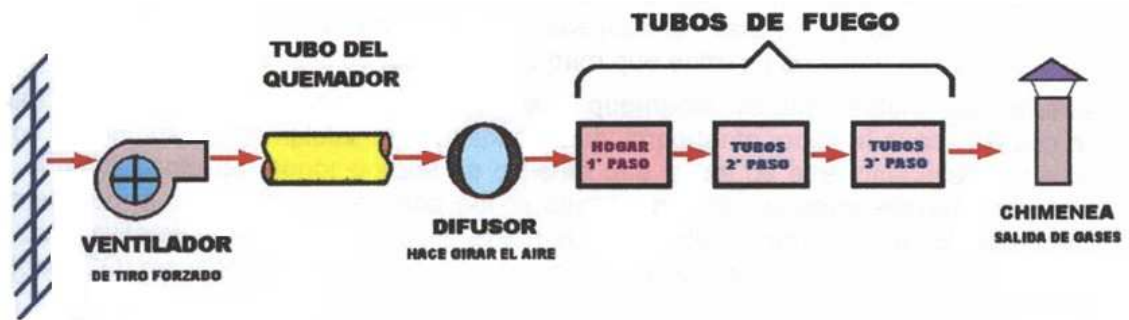 TUBOS DE FUEGO
TUBO DEL
QUEMADOR
HOGAR
1° PASO
TUBOS
2° PASO
TUBOS
3° PASO
VENTILADOR
DE TIRO FORZADO
DIFUSOR
HACE GIRAR EL AIRE
CHIMENEA
SALIDA DE GASES